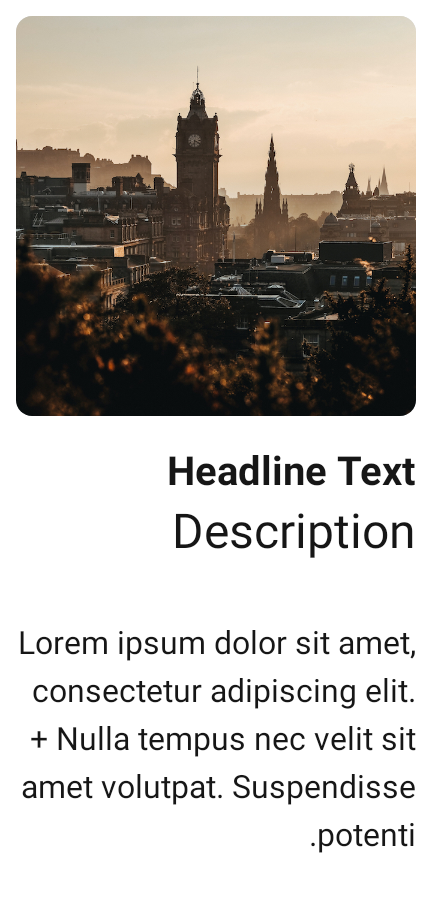 Headline Text
Description
Lorem ipsum dolor sit amet,
consectetur adipiscing elit.
+ Nulla tempus nec velit sit
amet volutpat. Suspendisse
.potenti